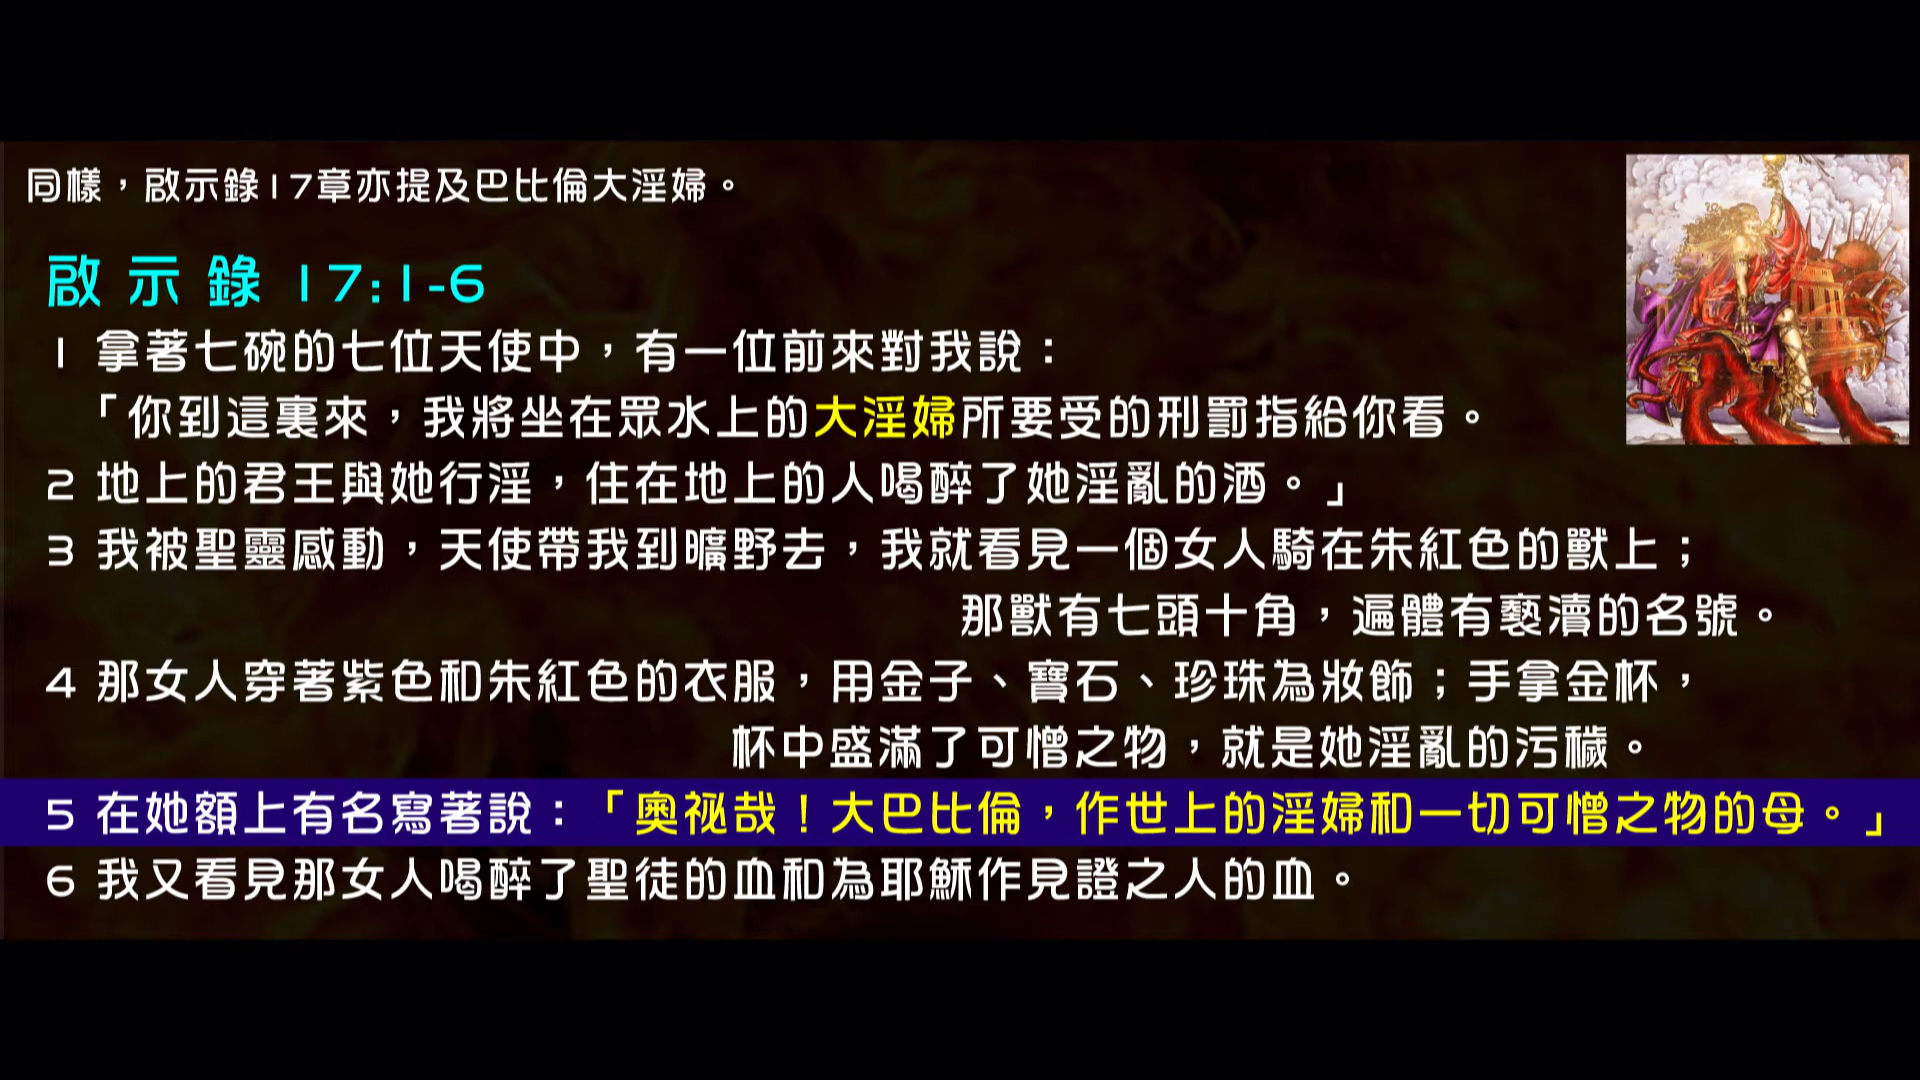 同樣，啟示錄17章亦提及巴比倫大淫婦。
啟示錄 17:1-6
1 拿著七碗的七位天使中，有一位前來對我說：
「你到這裏來，我將坐在眾水上的大淫婦所要受的刑罰指給你看。
2 地上的君王與她行淫，住在地上的人喝醉了她淫亂的酒。」
3 我被聖靈感動，天使帶我到曠野去，我就看見一個女人騎在朱紅色的獸上；
那獸有七頭十角，遍體有褻瀆的名號。
4 那女人穿著紫色和朱紅色的衣服，用金子、寶石、珍珠為妝飾；手拿金杯，
杯中盛滿了可憎之物，就是她淫亂的污穢。
5 在她額上有名寫著說：「奧祕哉！大巴比倫，作世上的淫婦和一切可憎之物的母。」
6 我又看見那女人喝醉了聖徒的血和為耶穌作見證之人的血。